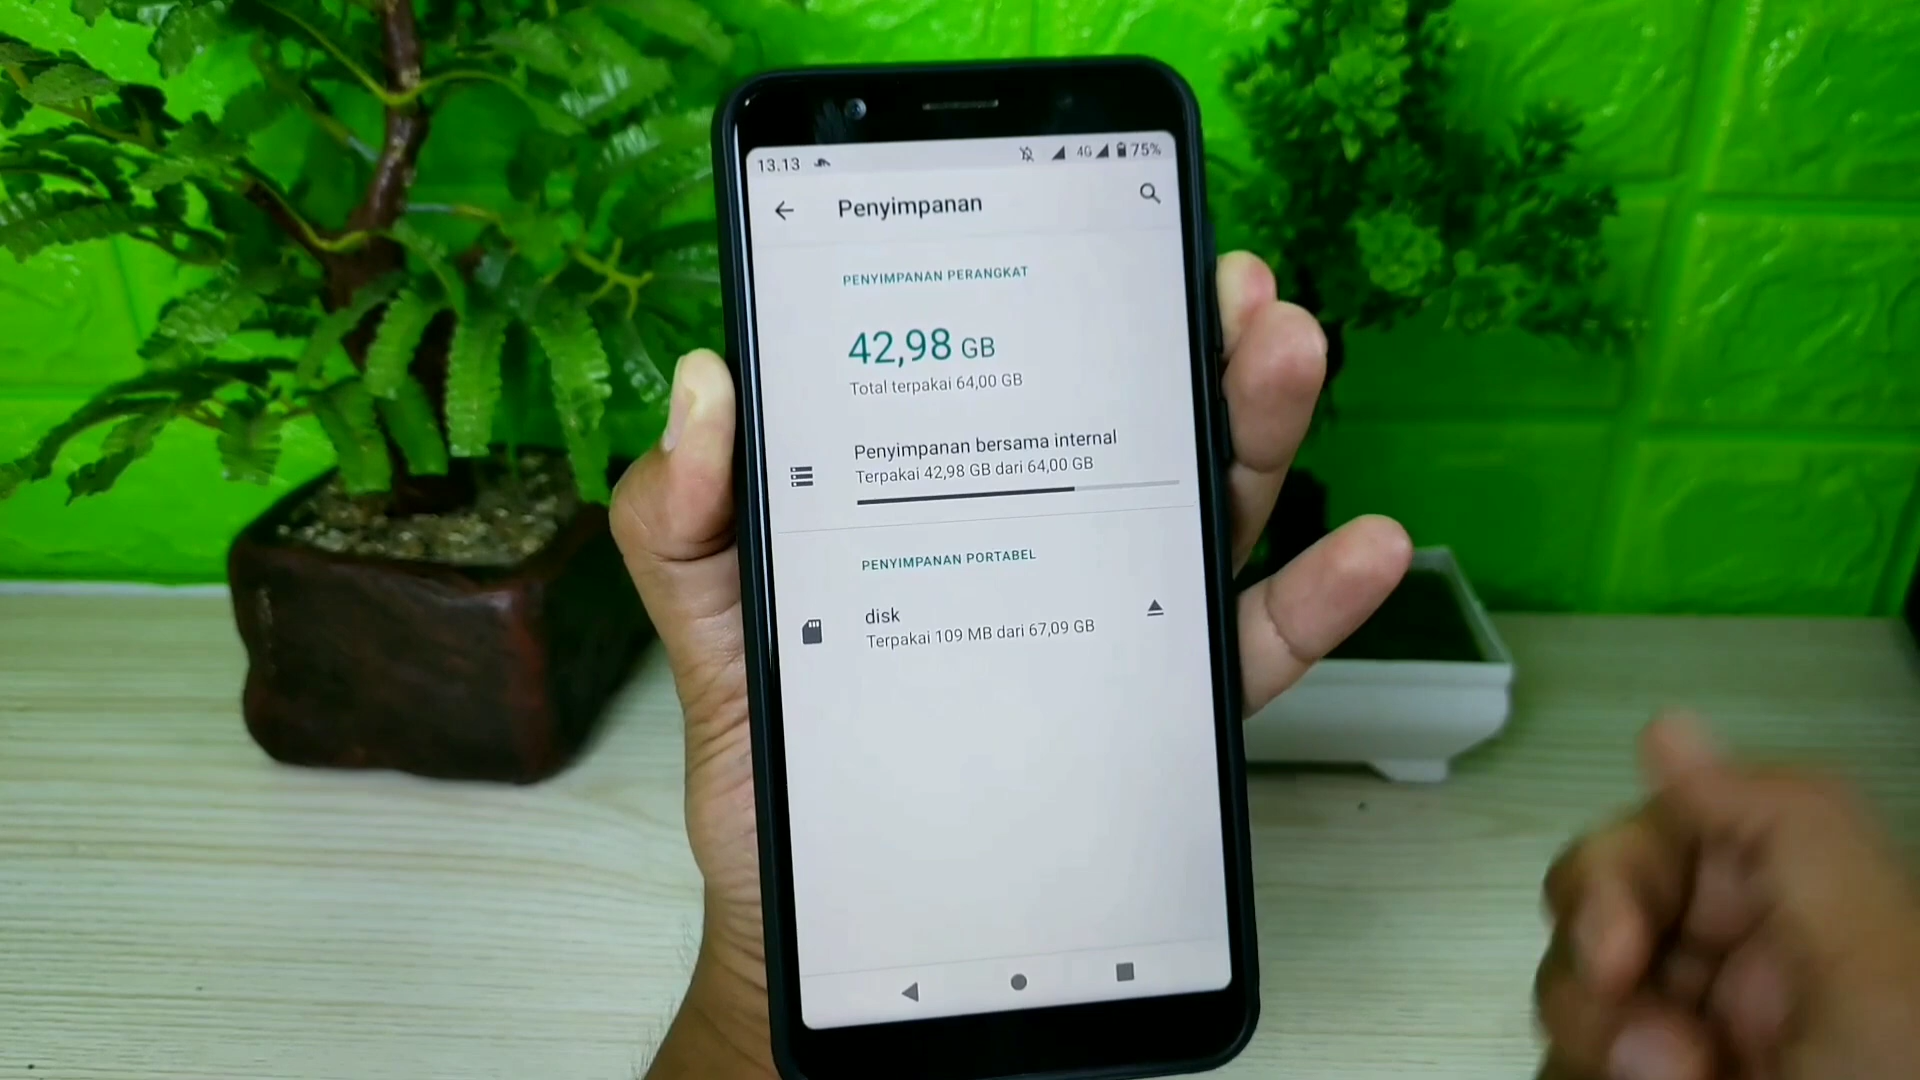 13.13
4G 75%
Penyimpanan
PENYIMPANAN PERANGKAT
42,98 GB
Total terpakai 64,00 GB
Penyimpanan bersama internal
Terpakai 42,98 GB dari 64,00 GB
PENYIMPANAN PORTABEL
disk
Terpakai 109 MB dari 67,09 GB